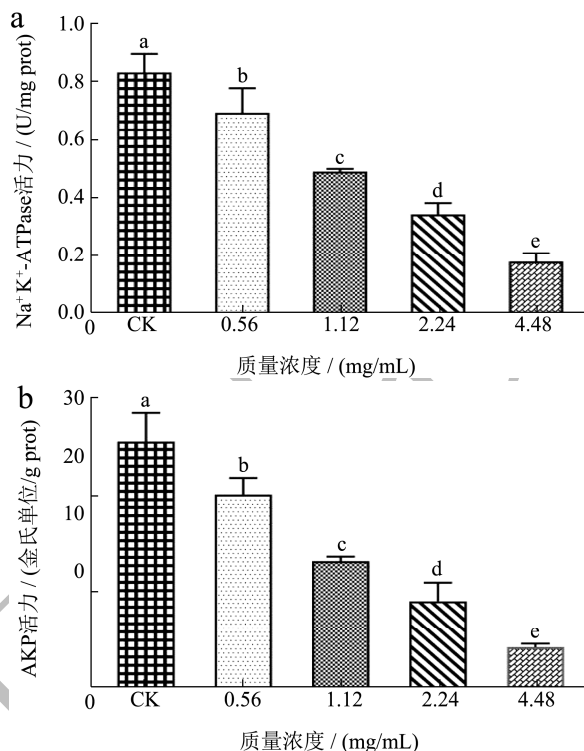 a
1.0
0.8
0.6
0.4
0.2
0.0
0
Na⁺K⁺-ATPase活力 / (U/mg prot)
a
b
c
d
e
CK 0.56 1.12 2.24 4.48
质量浓度 / (mg/mL)
b
30
20
10
0
0
AKP活力 / (金氏单位/g prot)
a
b
c
d
e
CK 0.56 1.12 2.24 4.48
质量浓度 / (mg/mL)